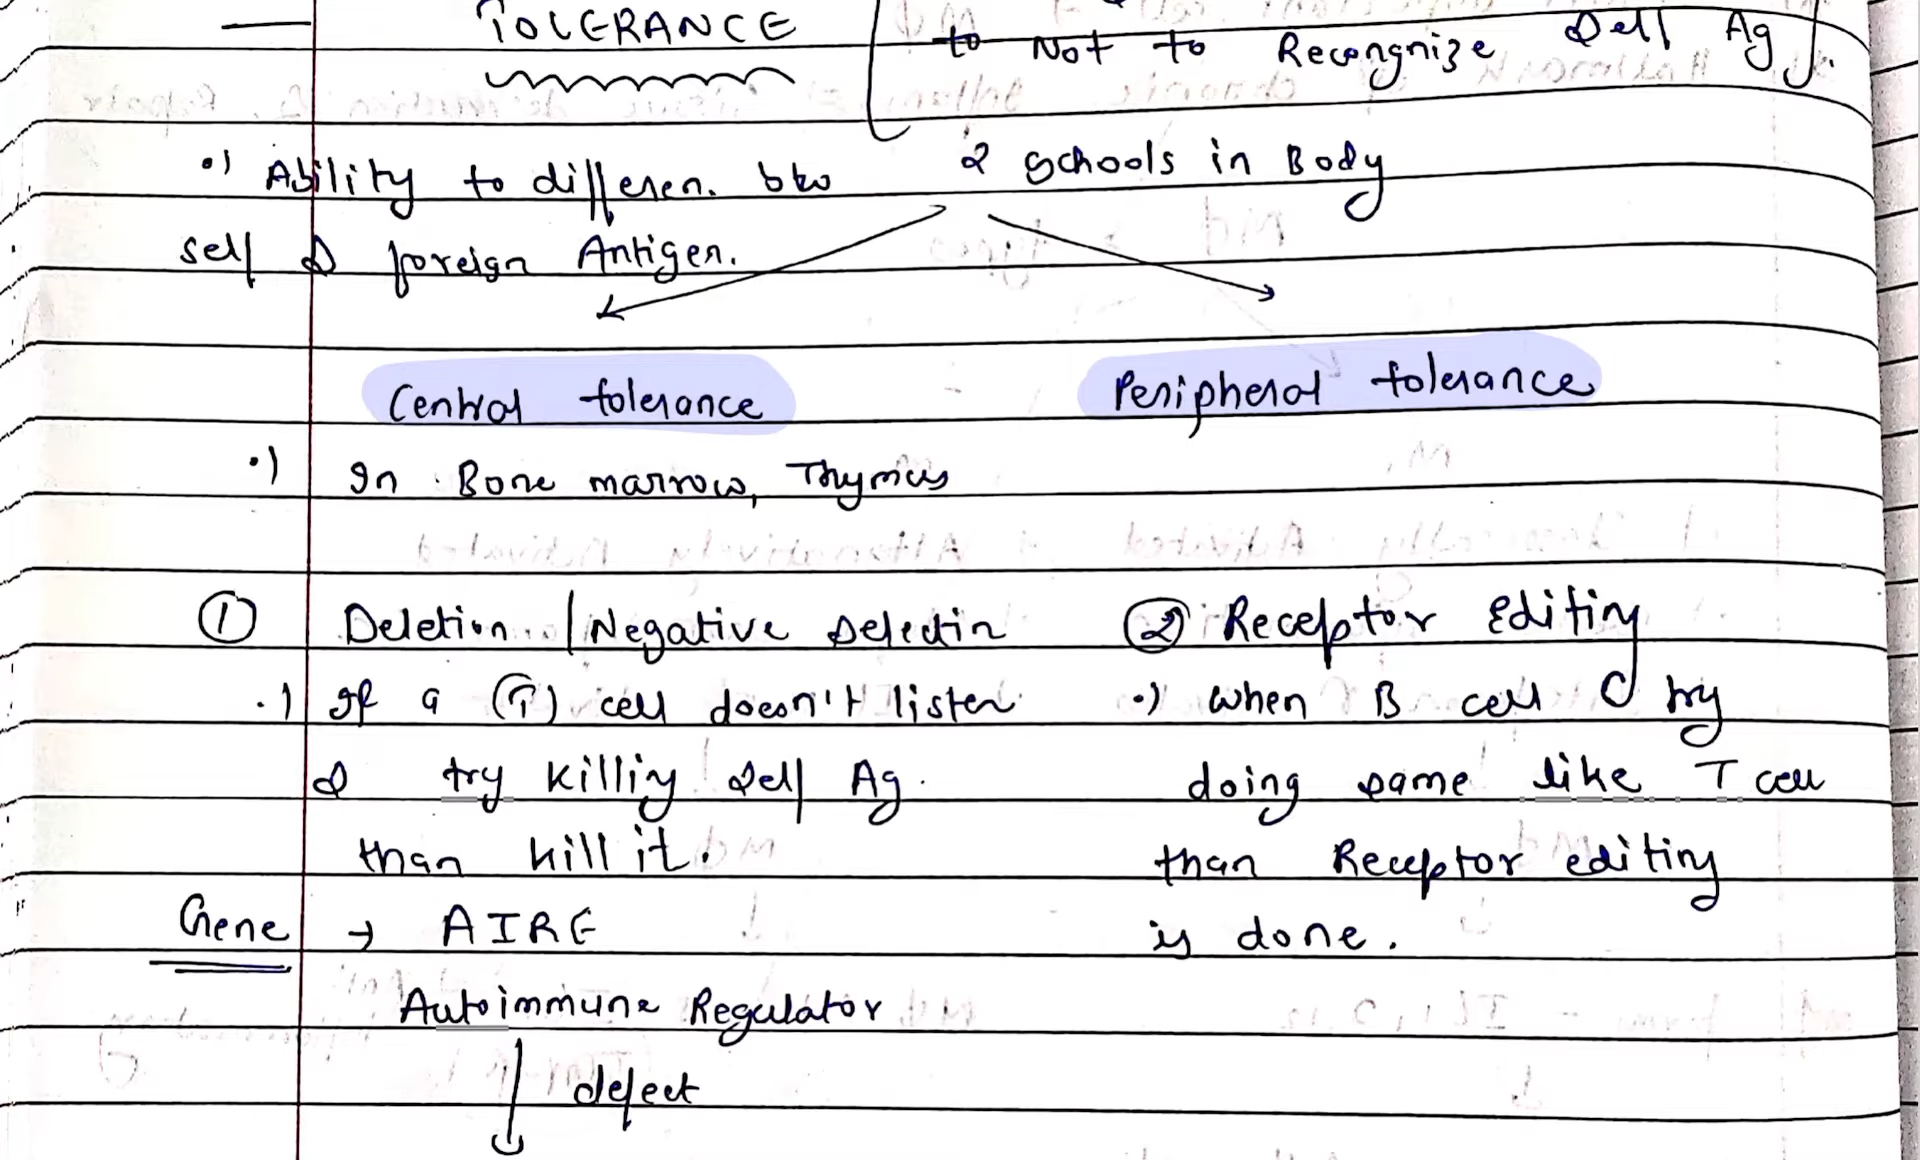 TOLERANCE
to Not to Recongnize Self Ag
•) Ability to differen. btw
self & foreign Antigen.
2 schools in Body
Central tolerance
Peripheral tolerance
•) In Bone marrow, Thymus
① Deletion / Negative Selectin
•) If a (T) cell doesn't listen
& try killiy Self Ag.
than kill it.
Gene → AIRE
Autoimmune Regulator
↓ defect
② Receptor Editing
•) when B cell try
doing same like T cell
than Receptor editing
is done.